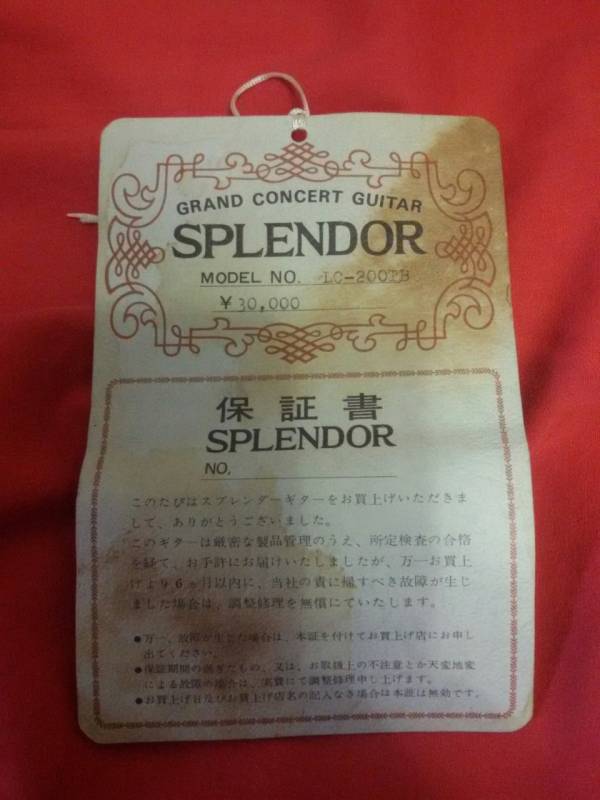 GRAND CONCERT GUITAR
SPLENDOR
MODEL NO. LC-200TB
¥ 30,000
保証書
SPLENDOR
NO.
このたびはスプレンダーギターをお買上げいただきま
して、ありがとうございました。
このギターは厳密な製品管理のうえ、所定検査の合格
を経て、お手許にお届けいたしましたが、万一お買上
げより6ヶ月以内に、当社の責に帰すべき故障が生じ
ました場合は、調整修理を無償にていたします。
●万一、故障が生じた場合は、本証を付けてお買上げ店にお申し
出てください。
●保証期間の過ぎたもの、又は、お取扱上の不注意とか天変地変
による故障の場合は、実費にて調整修理申し上げます。
●お買上げ日及びお買上げ店名の記入なき場合は本証は無効です。